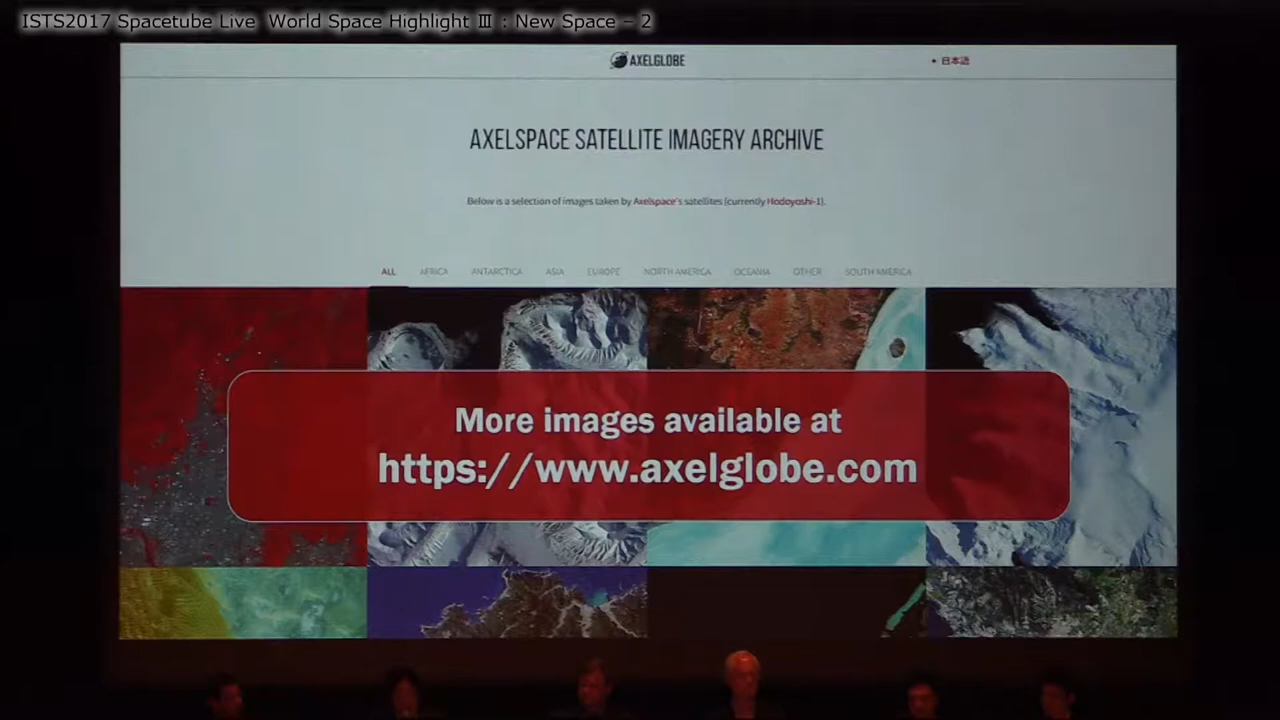 ISTS2017 Spacetube Live World Space Highlight Ⅲ : New Space – 2
AXELGLOBE
• 日本語
AXELSPACE SATELLITE IMAGERY ARCHIVE
Below is a selection of images taken by Axelspace's satellites (currently Hodoyoshi-1).
ALL AFRICA ANTARCTICA ASIA EUROPE NORTH AMERICA OCEANIA OTHER SOUTH AMERICA
More images available at
https://www.axelglobe.com